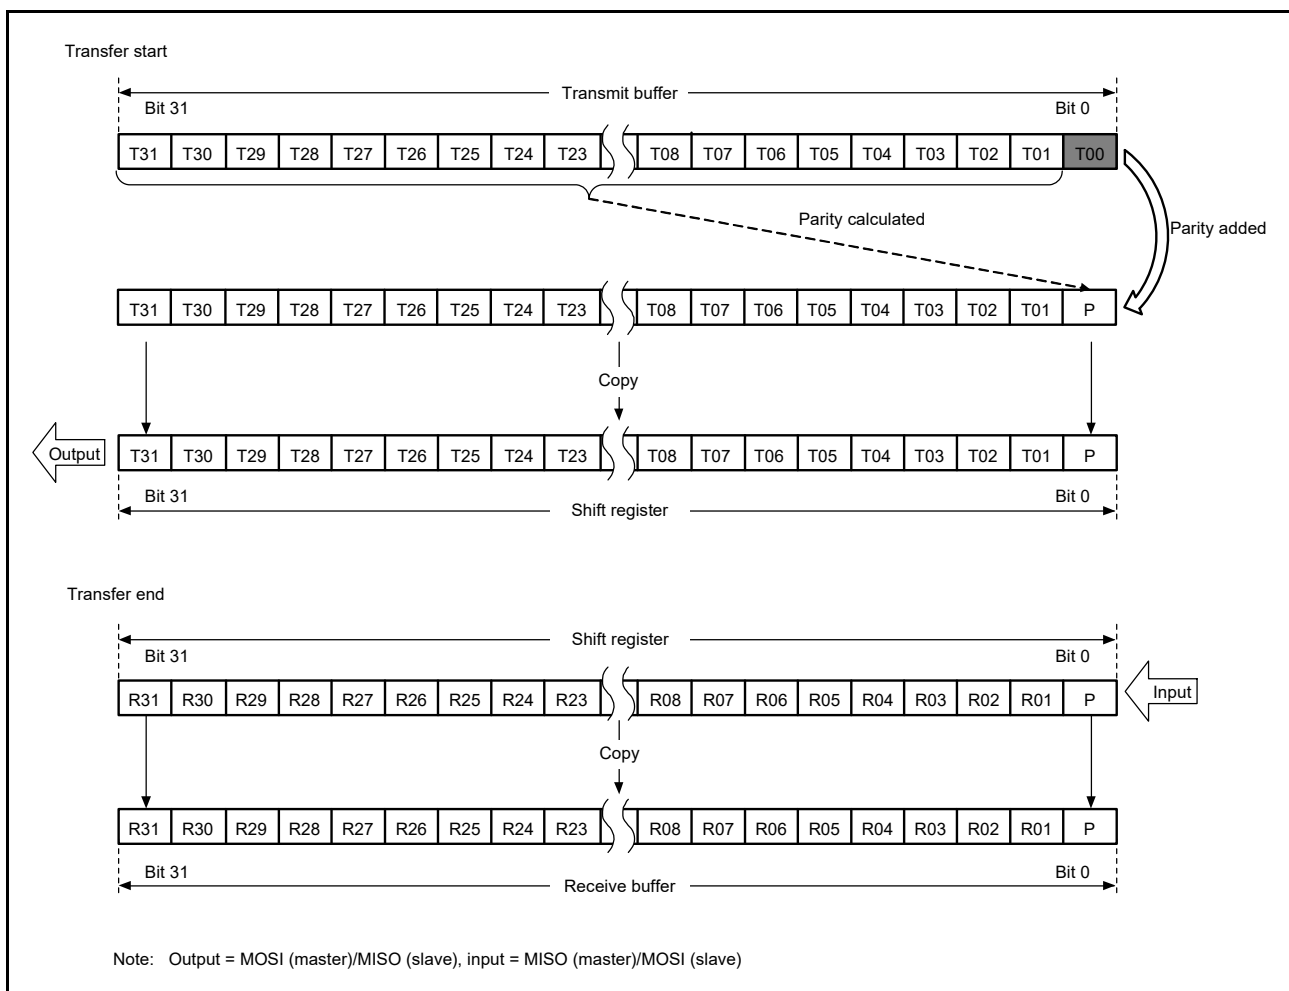 Transfer start
Transmit buffer
Bit 31 Bit 0
T31 T30 T29 T28 T27 T26 T25 T24 T23 T08 T07 T06 T05 T04 T03 T02 T01 T00
Parity calculated
Parity added
T31 T30 T29 T28 T27 T26 T25 T24 T23 T08 T07 T06 T05 T04 T03 T02 T01 P
Copy
Output T31 T30 T29 T28 T27 T26 T25 T24 T23 T08 T07 T06 T05 T04 T03 T02 T01 P
Bit 31 Bit 0
Shift register
Transfer end
Shift register
Bit 31 Bit 0
R31 R30 R29 R28 R27 R26 R25 R24 R23 R08 R07 R06 R05 R04 R03 R02 R01 P Input
Copy
R31 R30 R29 R28 R27 R26 R25 R24 R23 R08 R07 R06 R05 R04 R03 R02 R01 P
Bit 31 Bit 0
Receive buffer
Note: Output = MOSI (master)/MISO (slave), input = MISO (master)/MOSI (slave)